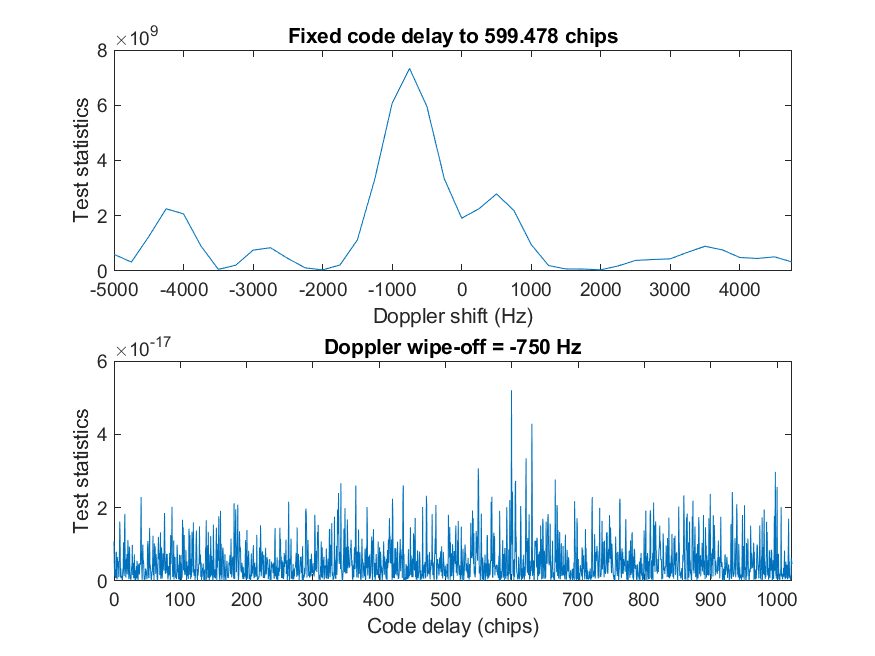 ×10^9
Fixed code delay to 599.478 chips
8
6
4
2
0
Test statistics
-5000 -4000 -3000 -2000 -1000 0 1000 2000 3000 4000
Doppler shift (Hz)
×10^-17
Doppler wipe-off = -750 Hz
6
4
2
0
Test statistics
0 100 200 300 400 500 600 700 800 900 1000
Code delay (chips)